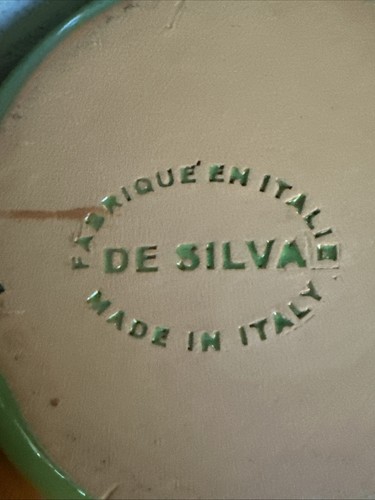 FABRIQUÉ EN ITALIE
DE SILVA
MADE IN ITALY